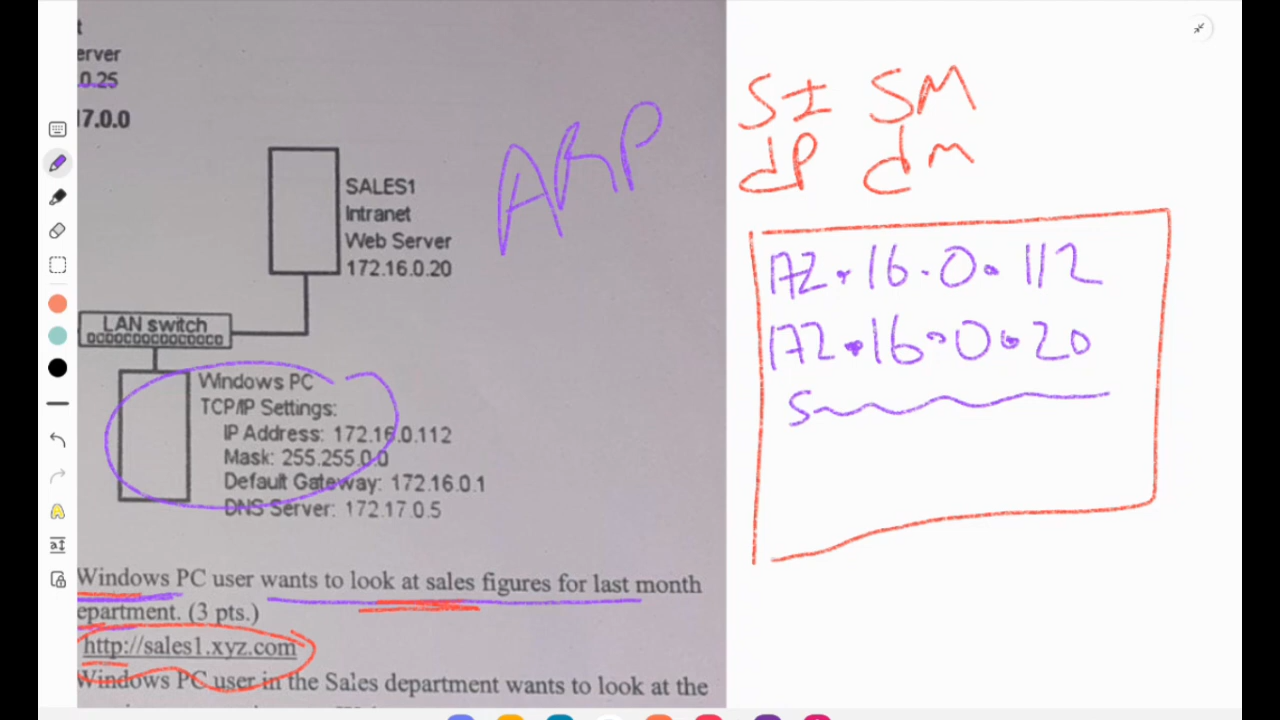 erver
0.25
17.0.0
ARP
SALES1
Intranet
Web Server
172.16.0.20
LAN switch
Windows PC
TCP/IP Settings:
IP Address: 172.16.0.112
Mask: 255.255.0.0
Default Gateway: 172.16.0.1
DNS Server: 172.17.0.5
Windows PC user wants to look at sales figures for last month
epartment. (3 pts.)
http://sales1.xyz.com
Windows PC user in the Sales department wants to look at the
SI SM
dP dm
172.16.0.112
172.16.0.20
S